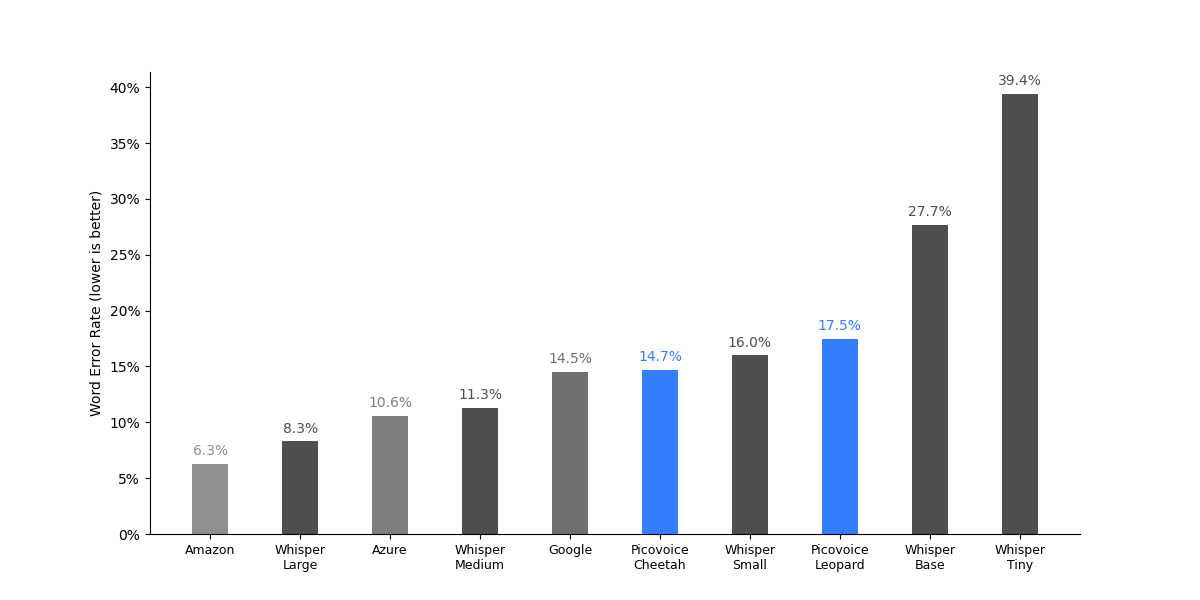 Word Error Rate (lower is better)
40%
35%
30%
25%
20%
15%
10%
5%
0%
6.3%
8.3%
10.6%
11.3%
14.5%
14.7%
16.0%
17.5%
27.7%
39.4%
Amazon
Whisper
Large
Azure
Whisper
Medium
Google
Picovoice
Cheetah
Whisper
Small
Picovoice
Leopard
Whisper
Base
Whisper
Tiny